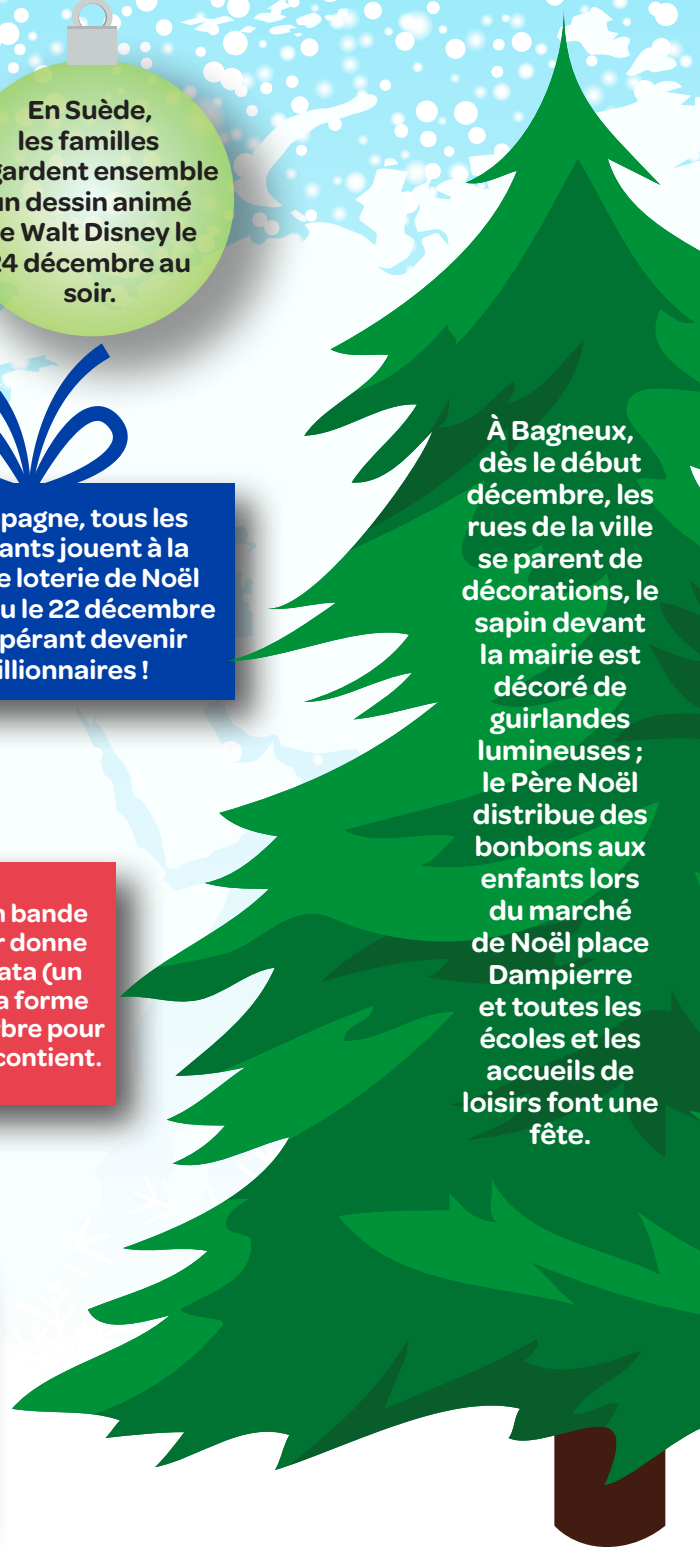 En Suède,
les familles
gardent ensemble
un dessin animé
e Walt Disney le
24 décembre au
soir.
pagne, tous les
ants jouent à la
e loterie de Noël
u le 22 décembre
pérant devenir
illionnaires !
n bande
r donne
ata (un
a forme
bre pour
contient.
À Bagneux,
dès le début
décembre, les
rues de la ville
se parent de
décorations, le
sapin devant
la mairie est
décoré de
guirlandes
lumineuses ;
le Père Noël
distribue des
bonbons aux
enfants lors
du marché
de Noël place
Dampierre
et toutes les
écoles et les
accueils de
loisirs font une
fête.